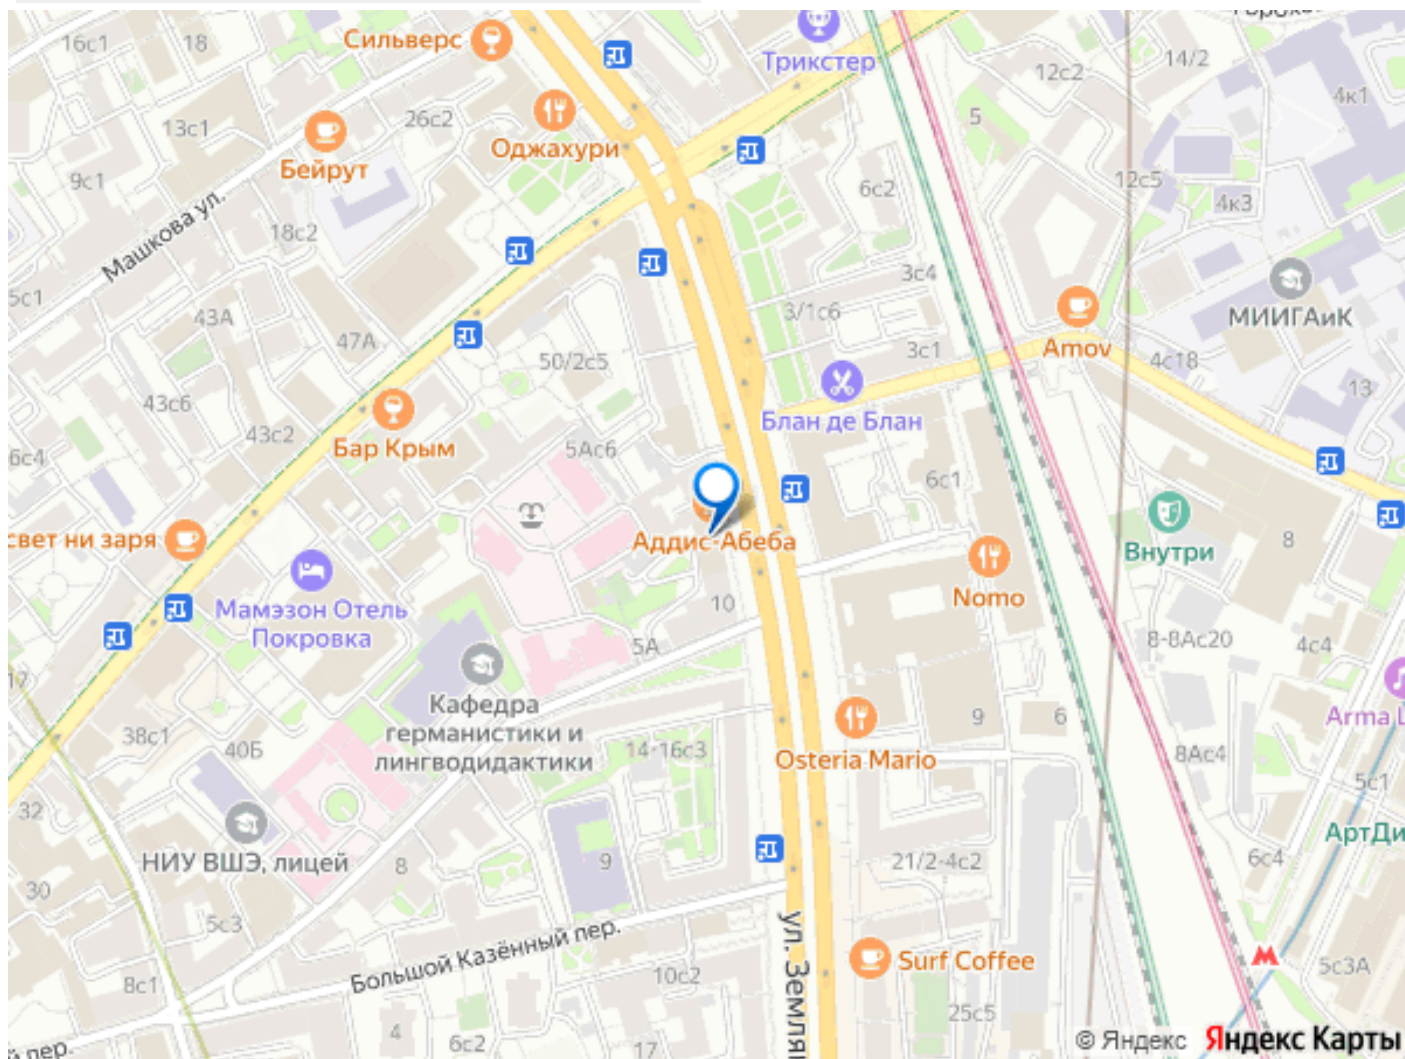 16с1
18
Сильверс
Трикстер
14/2
12с2
4к1
5
13с1
26с2
Оджахури
Бейрут
9с1
6с2
12с5
4к3
Машкова ул.
18с2
5с1
3с4
МИИГАиК
43А
3/1с6
47А
3с1
Amov
4с18
50/2с5
13
43с6
Блан де Блан
43с2
Бар Крым
5Ас6
6с4
6с1
свет ни заря
Аддис-Абеба
Внутри
8
Мамэзон Отель
Покровка
10
Nomo
5А
8-8Ас20
4с4
17
Кафедра
германистики и
лингводидактики
38с1
40Б
14-16с3
9
6
Arma L
Osteria Mario
8Ас4
5с1
32
АртДи
НИУ ВШЭ, лицей
8
9
21/2-4с2
6с4
30
5с3
ул. Землян
Большой Казённый пер.
Surf Coffee
8с1
10с2
5с3А
25с5
4
6с2
17
й пер.
© Яндекс Яндекс Карты